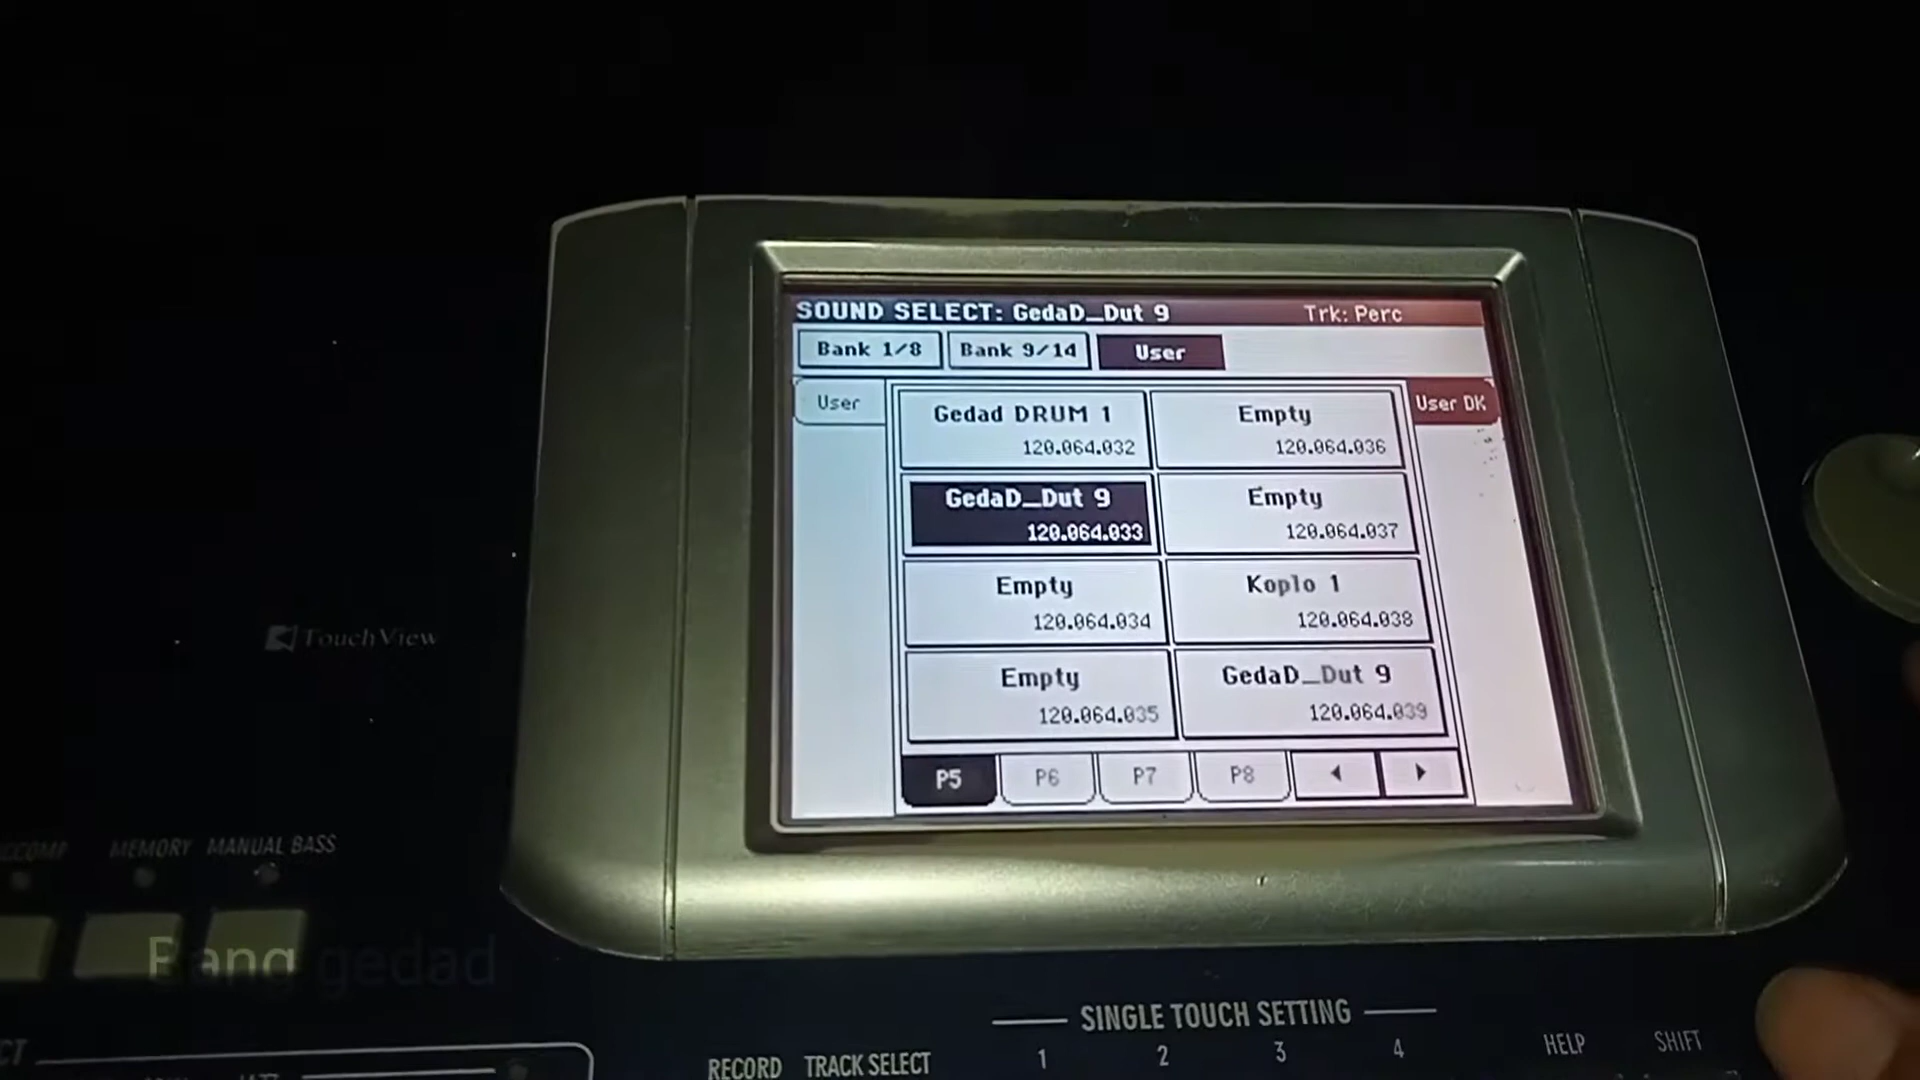 SOUND SELECT: GedaD_Dut 9 Trk: Perc
Bank 1/8 Bank 9/14 User
User User DK
Gedad DRUM 1 Empty
120.064.032 120.064.036
GedaD_Dut 9 Empty
120.064.033 120.064.037
Empty Koplo 1
120.064.034 120.064.038
Empty GedaD_Dut 9
120.064.035 120.064.039
P5 P6 P7 P8
TouchView
MEMORY MANUAL BASS
Bang gedad
SINGLE TOUCH SETTING
RECORD TRACK SELECT 1 2 3 4 HELP SHIFT